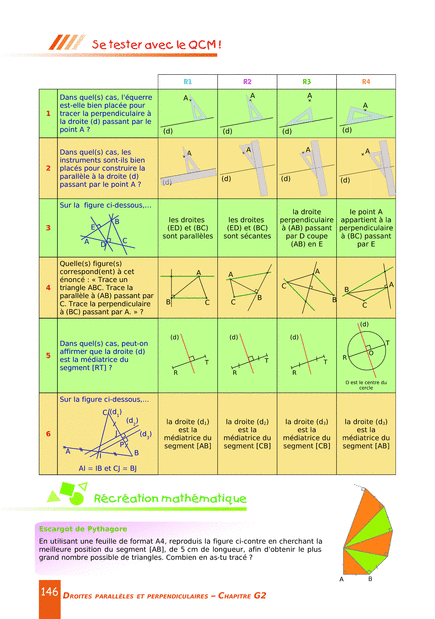 Se tester avec le QCM !
R1 R2 R3 R4
1
Dans quel(s) cas, l'équerre
est-elle bien placée pour
tracer la perpendiculaire à
la droite (d) passant par le
point A ?
A (d)
A (d)
A (d)
A (d)
2
Dans quel(s) cas, les
instruments sont-ils bien
placés pour construire la
parallèle à la droite (d)
passant par le point A ?
A (d)
A (d)
A (d)
A (d)
3
Sur la figure ci-dessous,...
B
E
A D C
les droites
(ED) et (BC)
sont parallèles
les droites
(ED) et (BC)
sont sécantes
la droite
perpendiculaire
à (AB) passant
par D coupe
(AB) en E
le point A
appartient à la
perpendiculaire
à (BC) passant
par E
4
Quelle(s) figure(s)
correspond(ent) à cet
énoncé : « Trace un
triangle ABC. Trace la
parallèle à (AB) passant par
C. Trace la perpendiculaire
à (BC) passant par A. » ?
A
B C
A
C B
A
C
B
A
B
C
5
Dans quel(s) cas, peut-on
affirmer que la droite (d)
est la médiatrice du
segment [RT] ?
(d)
T
R
(d)
T
R
(d)
T
R
(d)
T
O
R
O est le centre du
cercle
6
Sur la figure ci-dessous,...
C (d1)
(d2)
(d3)
J
P
A I B
AI = IB et CJ = BJ
la droite (d1)
est la
médiatrice du
segment [AB]
la droite (d2)
est la
médiatrice du
segment [CB]
la droite (d3)
est la
médiatrice du
segment [CB]
la droite (d3)
est la
médiatrice du
segment [AB]
Récréation mathématique
Escargot de Pythagore
En utilisant une feuille de format A4, reproduis la figure ci-contre en cherchant la
meilleure position du segment [AB], de 5 cm de longueur, afin d'obtenir le plus
grand nombre possible de triangles. Combien en as-tu tracé ?
A B
146 DROITES PARALLÈLES ET PERPENDICULAIRES – CHAPITRE G2